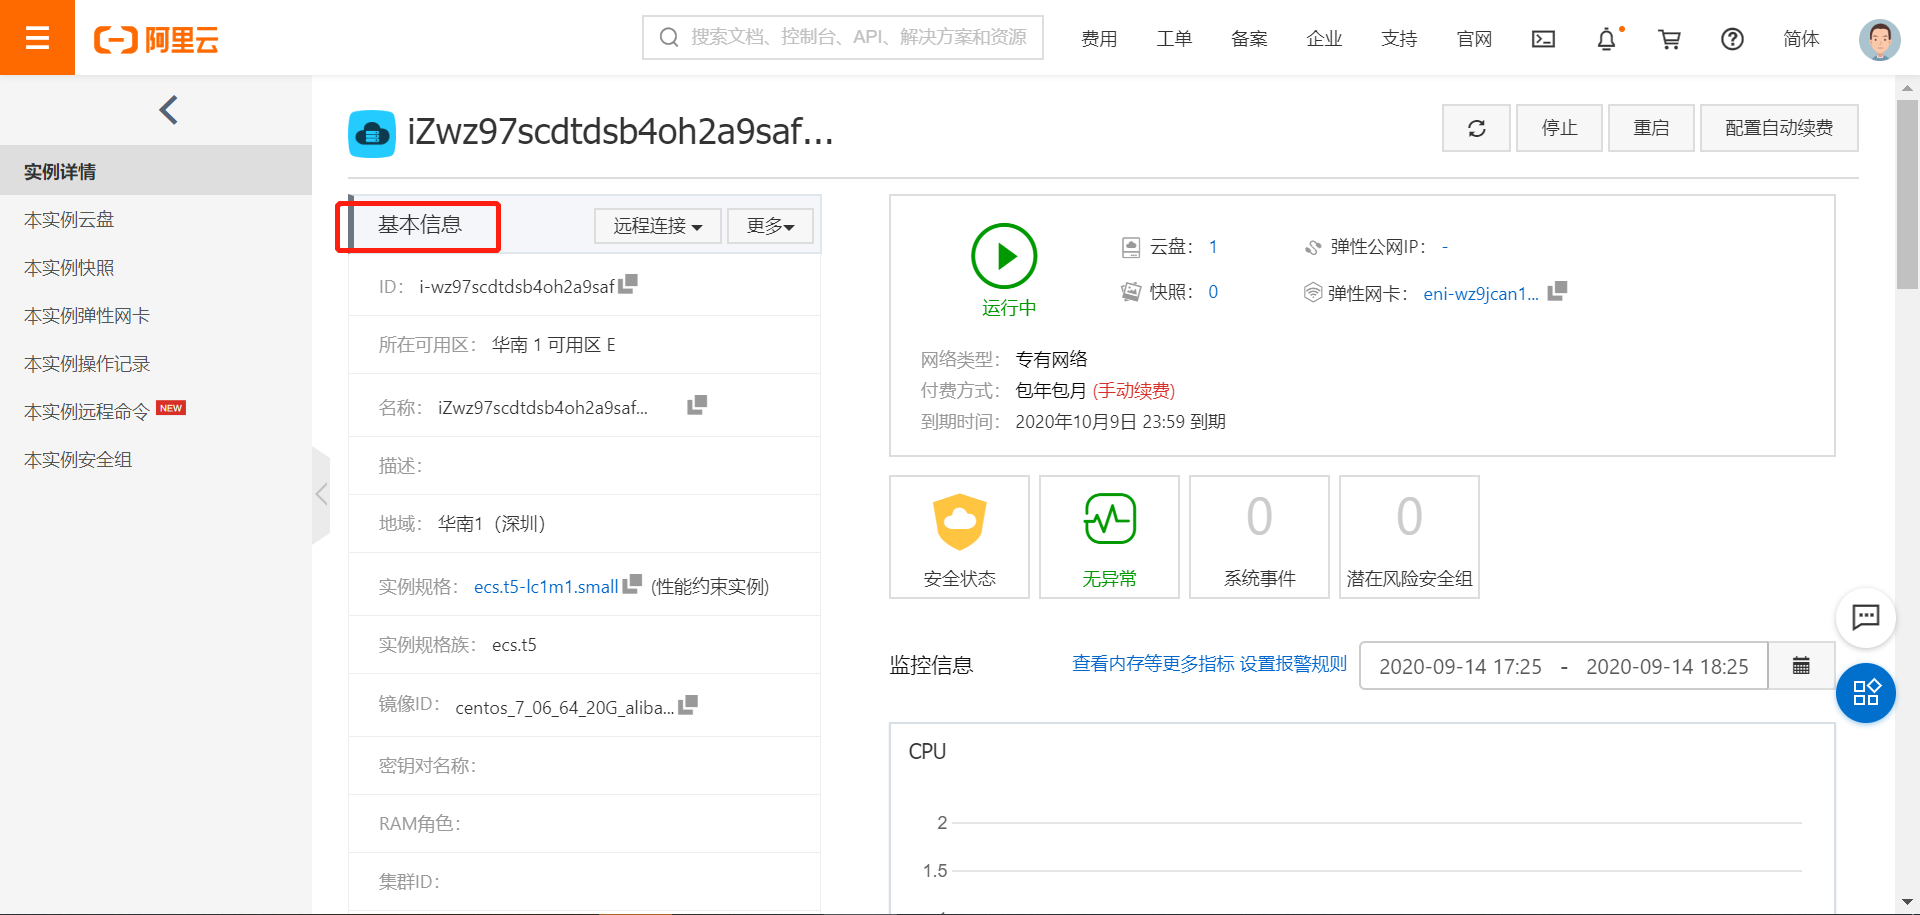 阿里云
搜索文档、控制台、API、解决方案和资源
费用 工单 备案 企业 支持 官网 简体
实例详情
本实例云盘
本实例快照
本实例弹性网卡
本实例操作记录
本实例远程命令 NEW
本实例安全组
iZwz97scdtdsb4oh2a9saf...
停止 重启 配置自动续费
基本信息 远程连接 更多
ID： i-wz97scdtdsb4oh2a9saf
所在可用区： 华南 1 可用区 E
名称： iZwz97scdtdsb4oh2a9saf...
描述：
地域： 华南1（深圳）
实例规格： ecs.t5-lc1m1.small (性能约束实例)
实例规格族： ecs.t5
镜像ID： centos_7_06_64_20G_aliba...
密钥对名称：
RAM角色：
集群ID：
运行中
云盘： 1 弹性公网IP： -
快照： 0 弹性网卡： eni-wz9jcan1...
网络类型： 专有网络
付费方式： 包年包月 (手动续费)
到期时间： 2020年10月9日 23:59 到期
安全状态
无异常
0
系统事件
0
潜在风险安全组
监控信息 查看内存等更多指标 设置报警规则 2020-09-14 17:25 - 2020-09-14 18:25
CPU
2
1.5